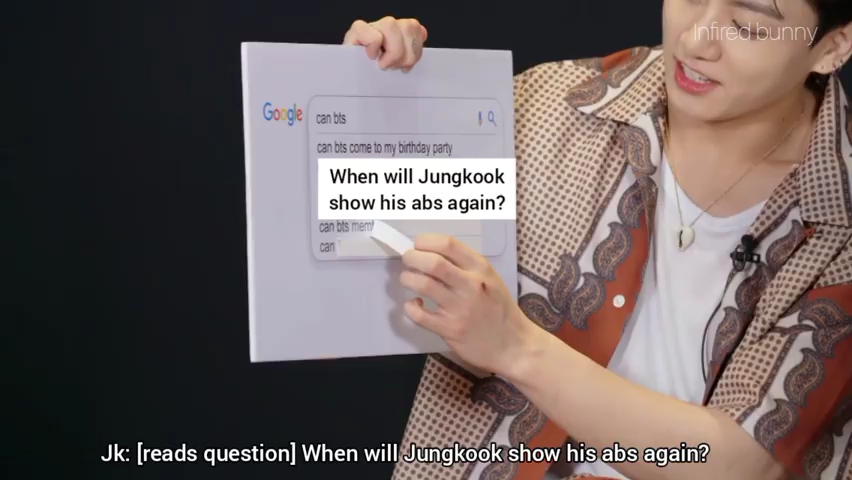 Infired bunny
Google
can bts
can bts come to my birthday party
When will Jungkook
show his abs again?
can bts mem
can
Jk: [reads question] When will Jungkook show his abs again?